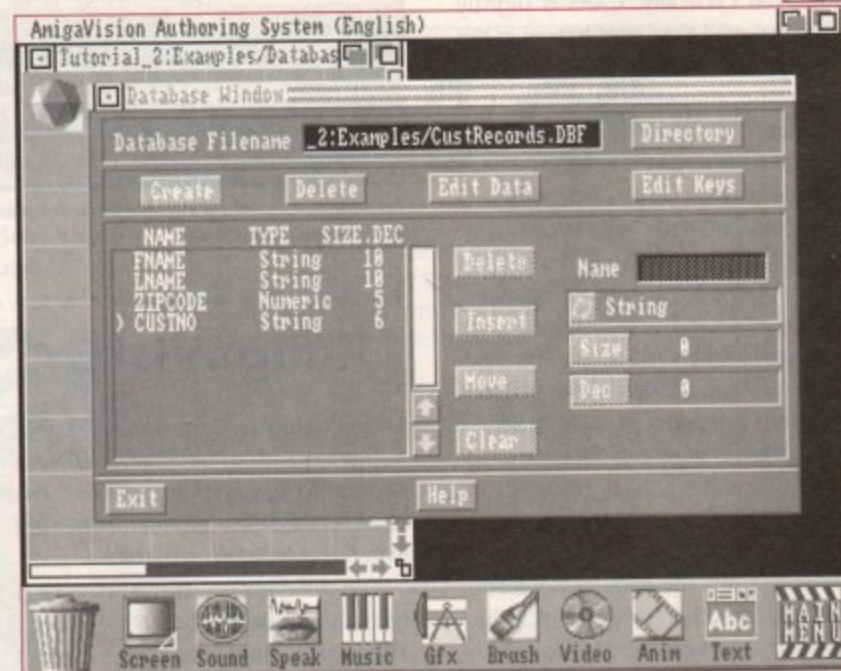 AmigaVision Authoring System (English)
Tutorial_2:Examples/Databas
Database Window
Database Filename _2:Examples/CustRecords.DBF Directory
Create Delete Edit Data Edit Keys
NAME TYPE SIZE.DEC
FNAME String 10
LNAME String 10
ZIPCODE Numeric 5
> CUSTNO String 6
Delete
Insert
Move
Clear
Name
String
Size 0
Dec 0
Exit Help
Screen Sound Speak Music Gfx Brush Video Anim Abc Text MAIN MENU